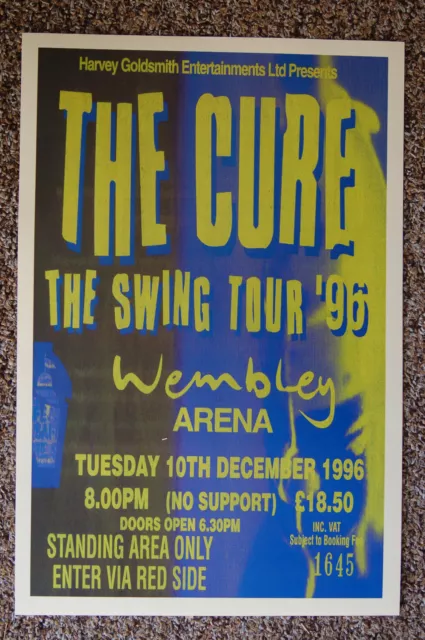 Harvey Goldsmith Entertainments Ltd Presents
THE CURE
THE SWING TOUR '96
Wembley
ARENA
TUESDAY 10TH DECEMBER 1996
8.00PM (NO SUPPORT) £18.50
DOORS OPEN 6.30PM
INC. VAT
Subject to Booking Fee
STANDING AREA ONLY
1645
ENTER VIA RED SIDE